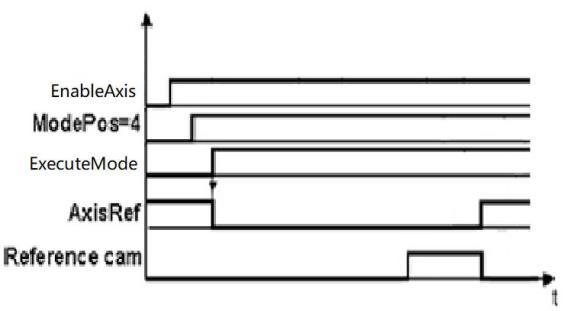 EnableAxis
ModePos=4
ExecuteMode
AxisRef
Reference cam
t